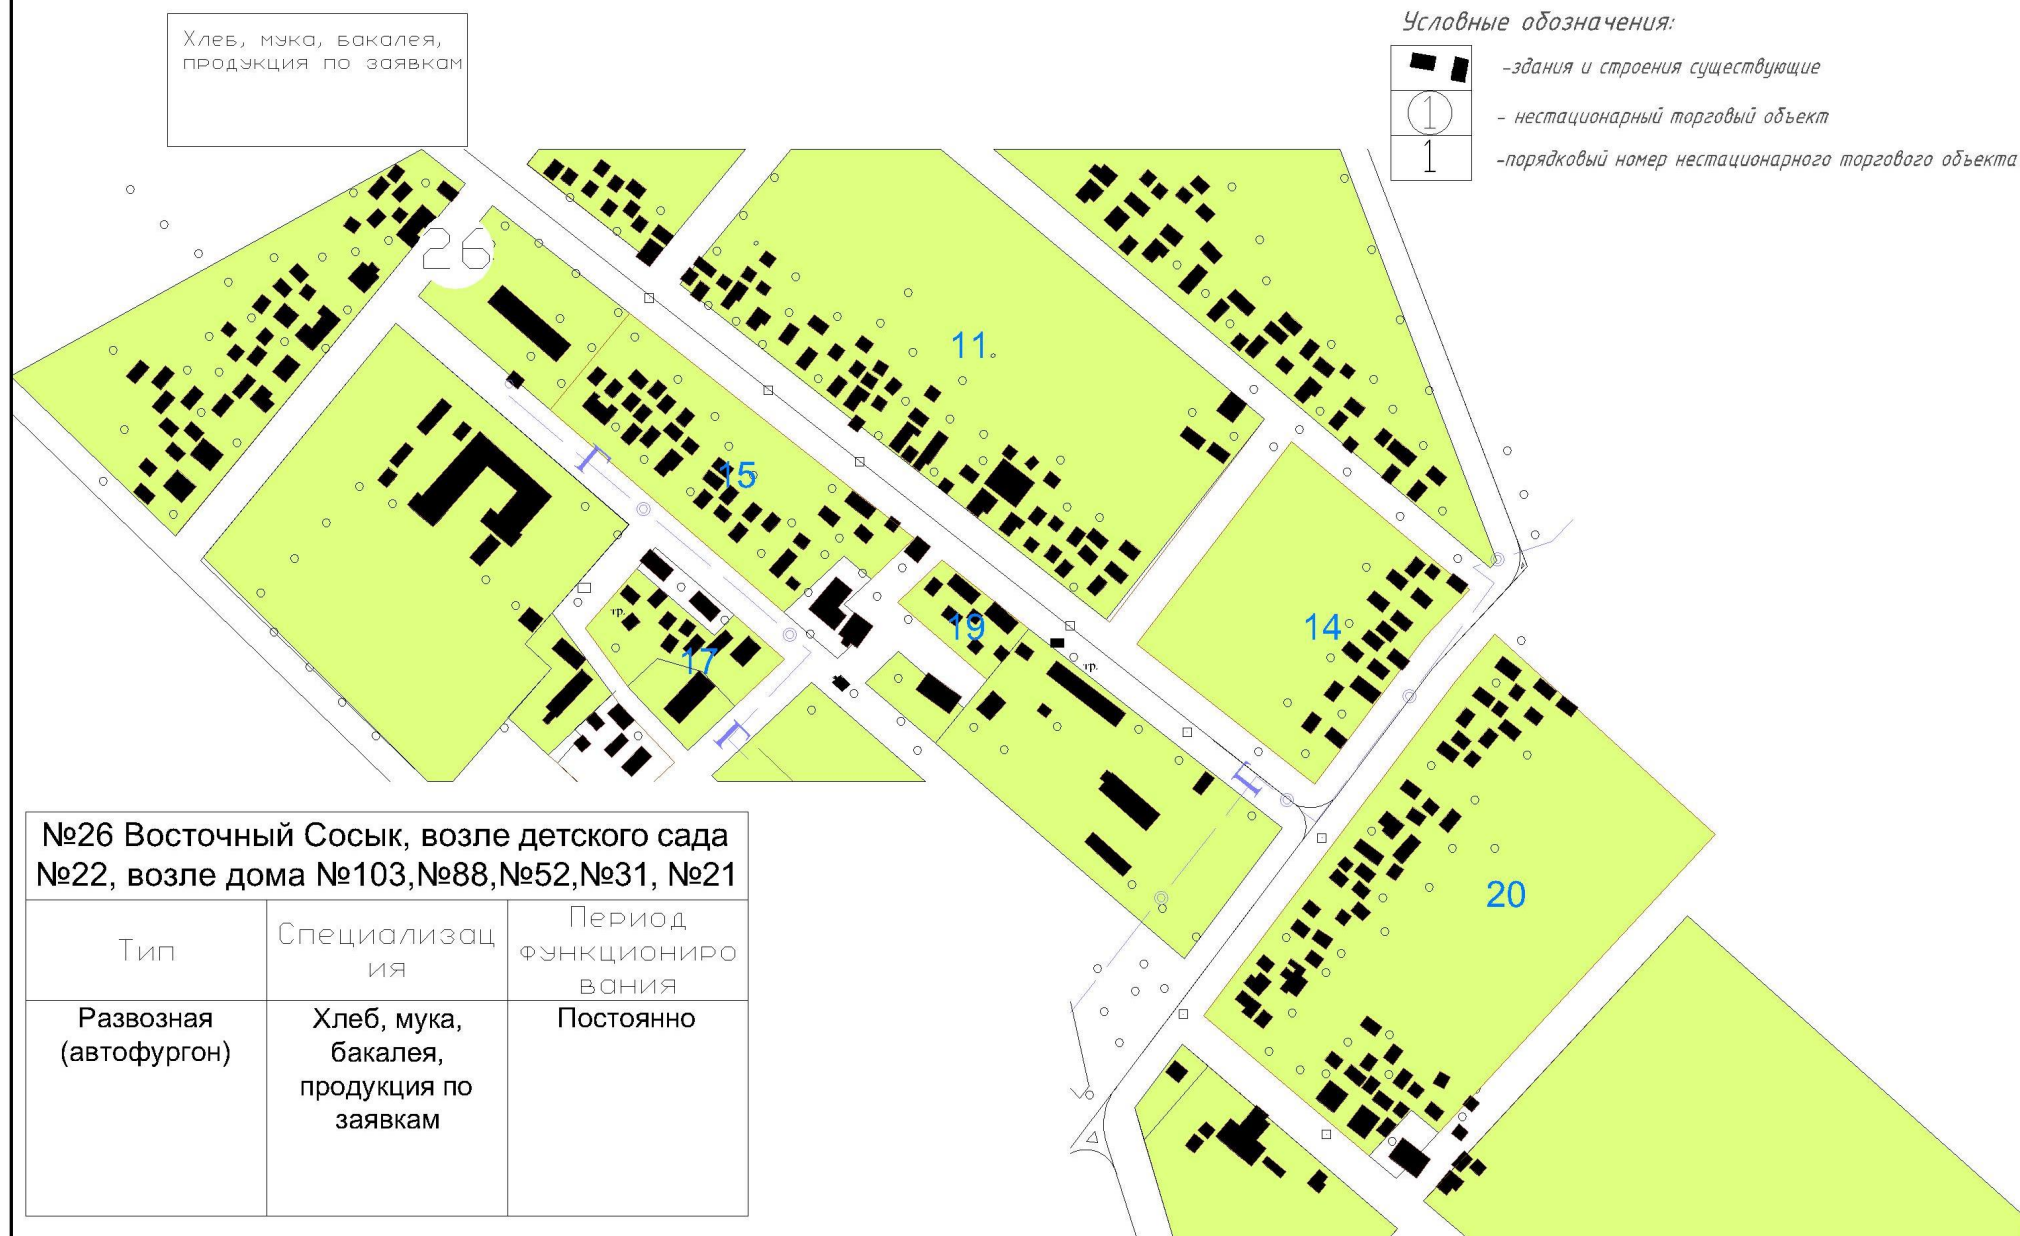 Хлеб, мука, бакалея,
продукция по заявкам
Условные обозначения:
-здания и строения существующие
1
- нестационарный торговый объект
1
-порядковый номер нестационарного торгового объекта
26
11
15
тр.
17
19
тр.
14
20
Г
Г
Г
№26 Восточный Сосык, возле детского сада
№22, возле дома №103,№88,№52,№31, №21
Тип
Специализац
ия
Период
функциониро
вания
Развозная
(автофургон)
Хлеб, мука,
бакалея,
продукция по
заявкам
Постоянно